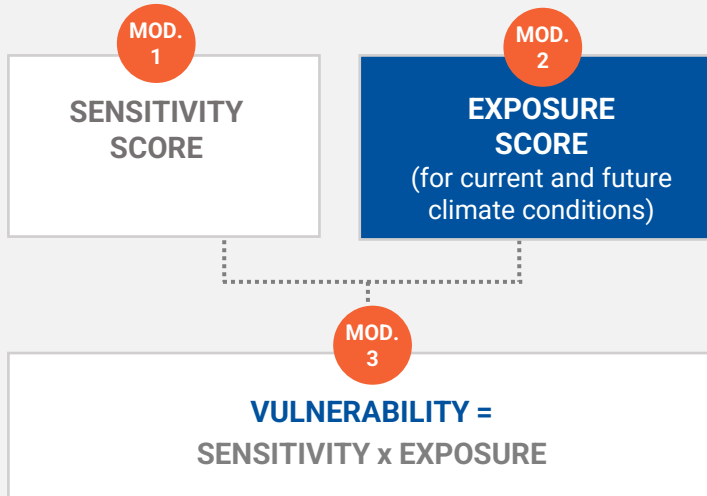 MOD.
1
MOD.
2
SENSITIVITY
SCORE
EXPOSURE
SCORE
(for current and future
climate conditions)
MOD.
3
VULNERABILITY =
SENSITIVITY x EXPOSURE